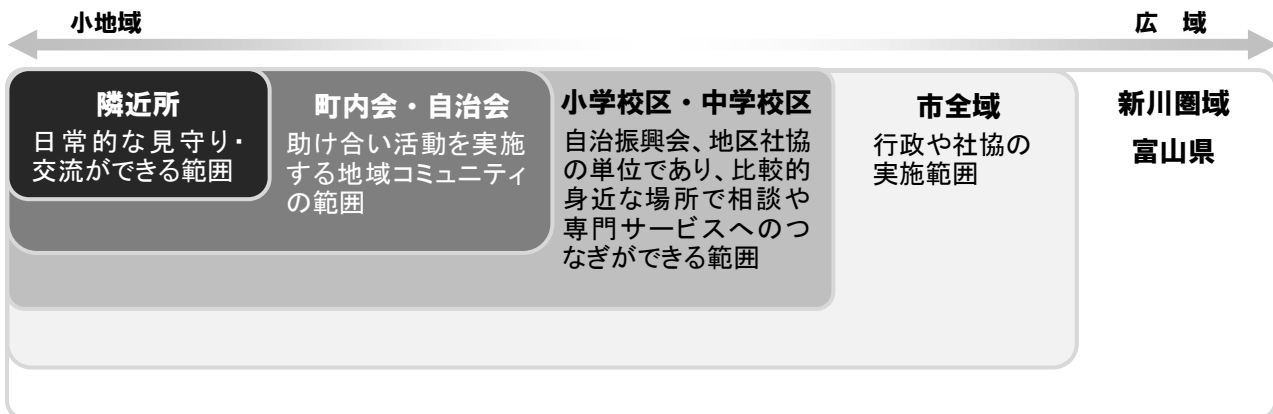 小地域
広　域
隣近所
日常的な見守り・
交流ができる範囲
町内会・自治会
助け合い活動を実施
する地域コミュニティ
の範囲
小学校区・中学校区
自治振興会、地区社協
の単位であり、比較的
身近な場所で相談や
専門サービスへのつ
なぎができる範囲
市全域
行政や社協の
実施範囲
新川圏域
富山県